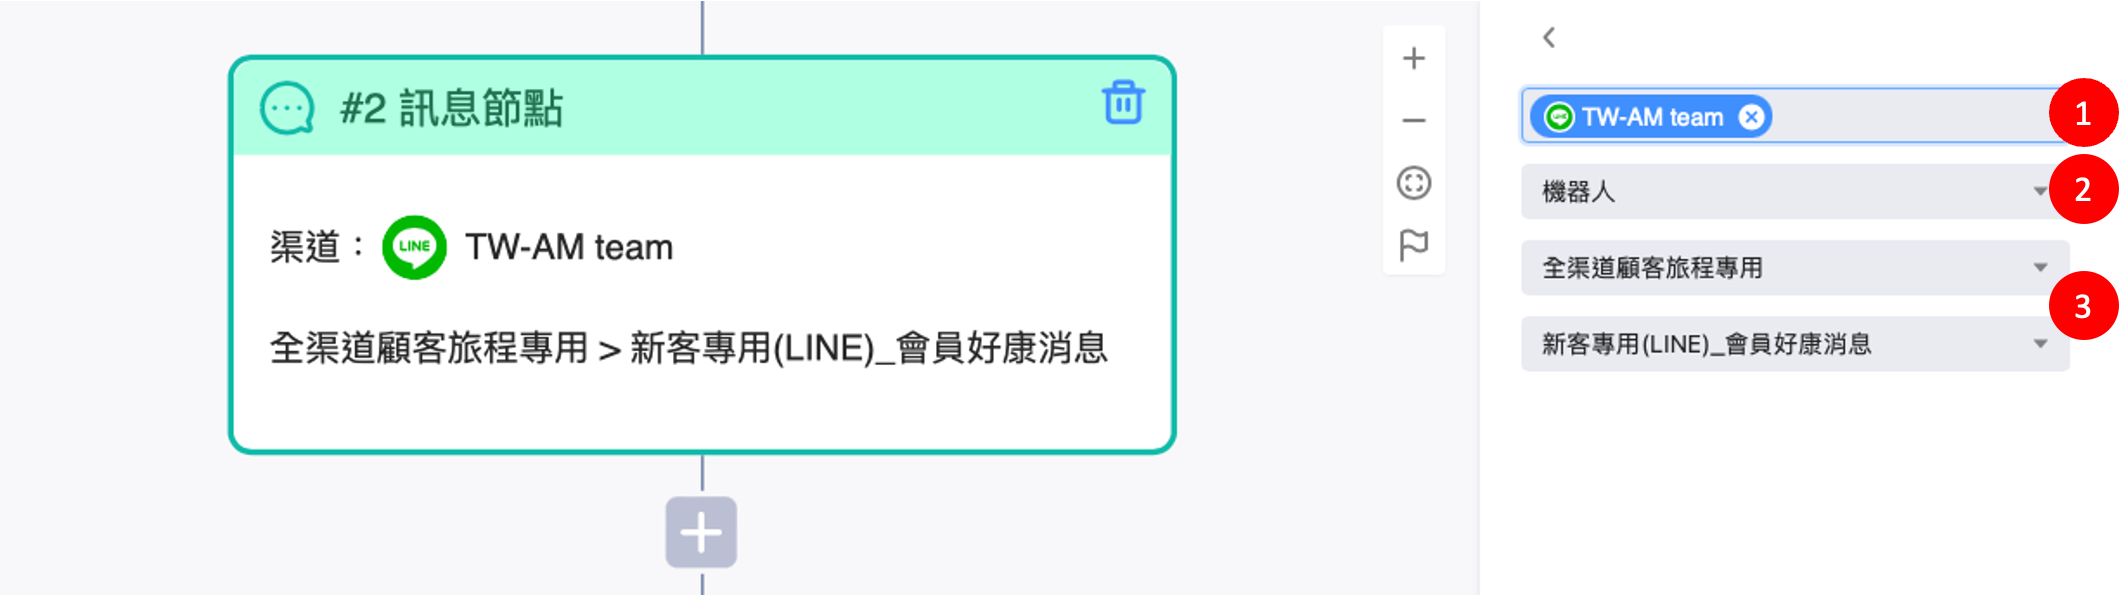 #2 訊息節點
渠道： LINE TW-AM team
全渠道顧客旅程專用 > 新客專用(LINE)_會員好康消息
TW-AM team
1
機器人
2
全渠道顧客旅程專用
3
新客專用(LINE)_會員好康消息